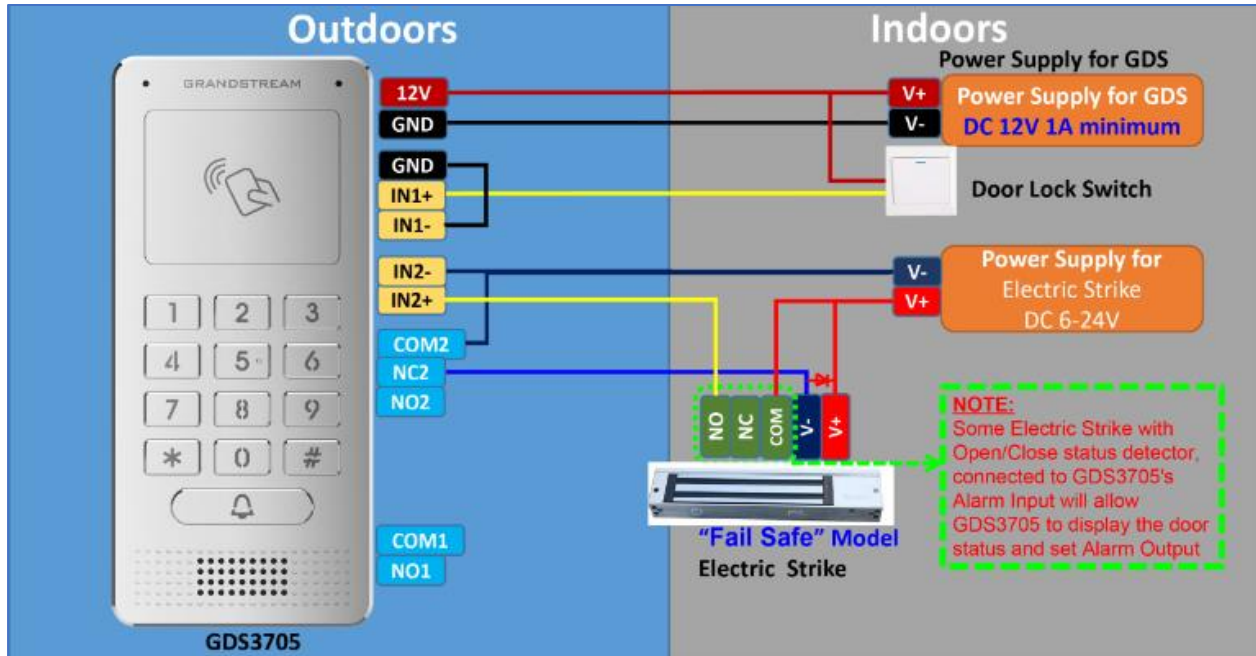 Outdoors
Indoors
GRANDSTREAM
12V
GND
GND
IN1+
IN1-
IN2-
IN2+
COM2
NC2
NO2
COM1
NO1
1 2 3
4 5 6
7 8 9
* 0 #
GDS3705
Power Supply for GDS
V+
V-
Power Supply for GDS
DC 12V 1A minimum
Door Lock Switch
V-
V+
Power Supply for
Electric Strike
DC 6-24V
NO
NC
COM
V-
V+
"Fail Safe" Model
Electric Strike
NOTE:
Some Electric Strike with
Open/Close status detector,
connected to GDS3705's
Alarm Input will allow
GDS3705 to display the door
status and set Alarm Output